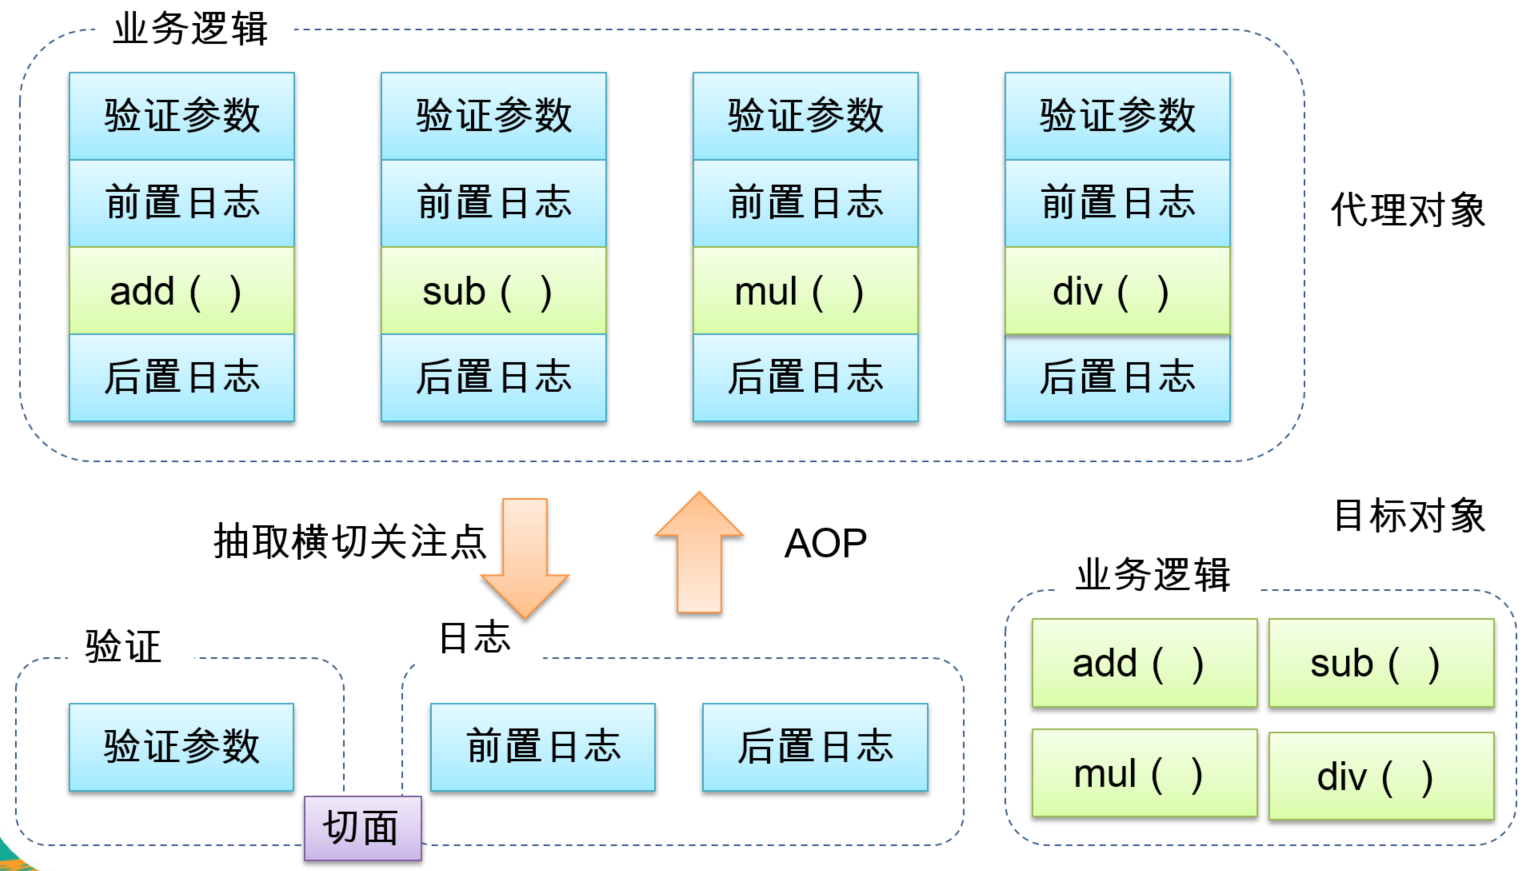 业务逻辑
验证参数
验证参数
验证参数
验证参数
前置日志
前置日志
前置日志
前置日志
代理对象
add ( )
sub ( )
mul ( )
div ( )
后置日志
后置日志
后置日志
后置日志
抽取横切关注点
AOP
目标对象
验证
日志
业务逻辑
验证参数
前置日志
后置日志
切面
add ( )
sub ( )
mul ( )
div ( )